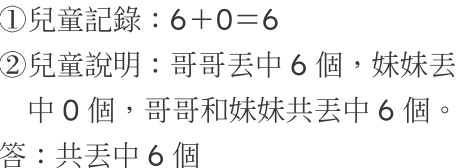 ①兒童記錄：6＋0＝6
②兒童說明：哥哥丟中 6 個，妹妹丟
中 0 個，哥哥和妹妹共丟中 6 個。
答：共丟中 6 個